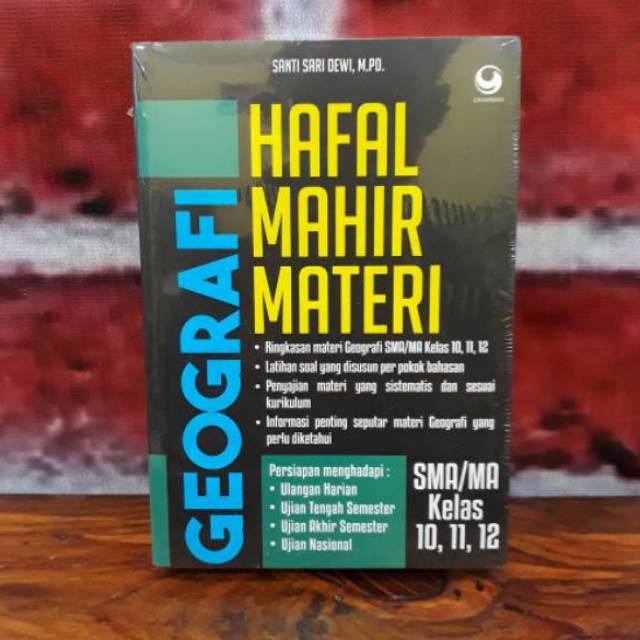 SANTI SARI DEWI, M.PD.
GEOGRAFI
HAFAL
MAHIR
MATERI
• Ringkasan materi Geografi SMA/MA Kelas 10, 11, 12
• Latihan soal yang disusun per pokok bahasan
• Penyajian materi yang sistematis dan sesuai
kurikulum
• Informasi penting seputar materi Geografi yang
perlu diketahui
Persiapan menghadapi :
• Ulangan Harian
• Ujian Tengah Semester
• Ujian Akhir Semester
• Ujian Nasional
SMA/MA
Kelas
10, 11, 12